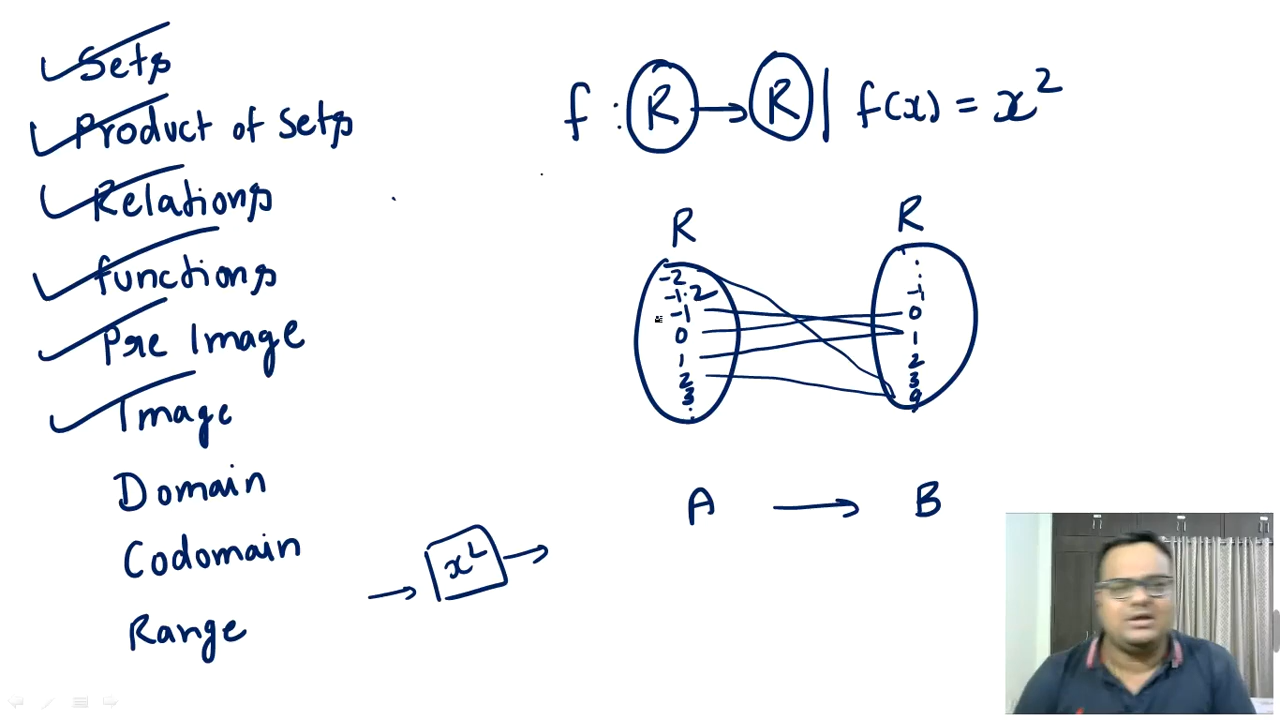 Sets
Product of Sets
Relations
functions
Pre Image
Image
Domain
Codomain
Range
f : R → R | f(x) = x²
R
-2
-1.2
-1
0
1
2
3
R
-1
0
1
2
3
4
A → B
→ x² →